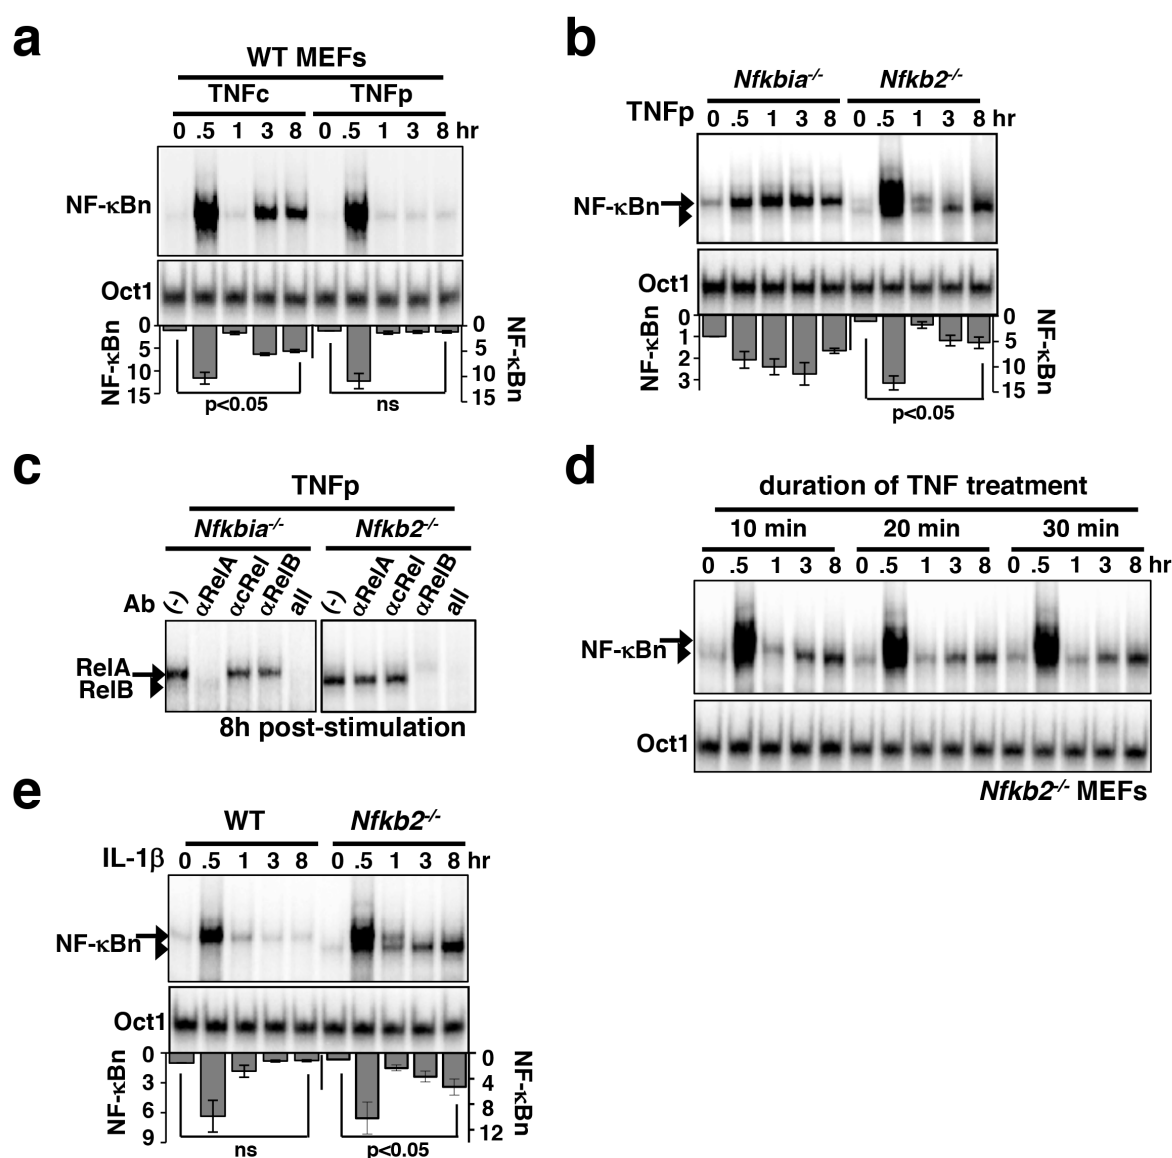 a
WT MEFs
TNFc TNFp
0 .5 1 3 8 0 .5 1 3 8 hr
NF-κBn
Oct1
NF-κBn
0
5
10
15
0
5
10
15
NF-κBn
p<0.05 ns
b
Nfkbia-/- Nfkb2-/-
TNFp 0 .5 1 3 8 0 .5 1 3 8 hr
NF-κBn
Oct1
NF-κBn
0
1
2
3
0
5
10
15
NF-κBn
p<0.05
c
TNFp
Nfkbia-/- Nfkb2-/-
Ab (-) αRelA αcRel αRelB all (-) αRelA αcRel αRelB all
RelA
RelB
8h post-stimulation
d
duration of TNF treatment
10 min 20 min 30 min
0 .5 1 3 8 0 .5 1 3 8 0 .5 1 3 8 hr
NF-κBn
Oct1
Nfkb2-/- MEFs
e
WT Nfkb2-/-
IL-1β 0 .5 1 3 8 0 .5 1 3 8 hr
NF-κBn
Oct1
NF-κBn
0
3
6
9
0
4
8
12
NF-κBn
ns p<0.05